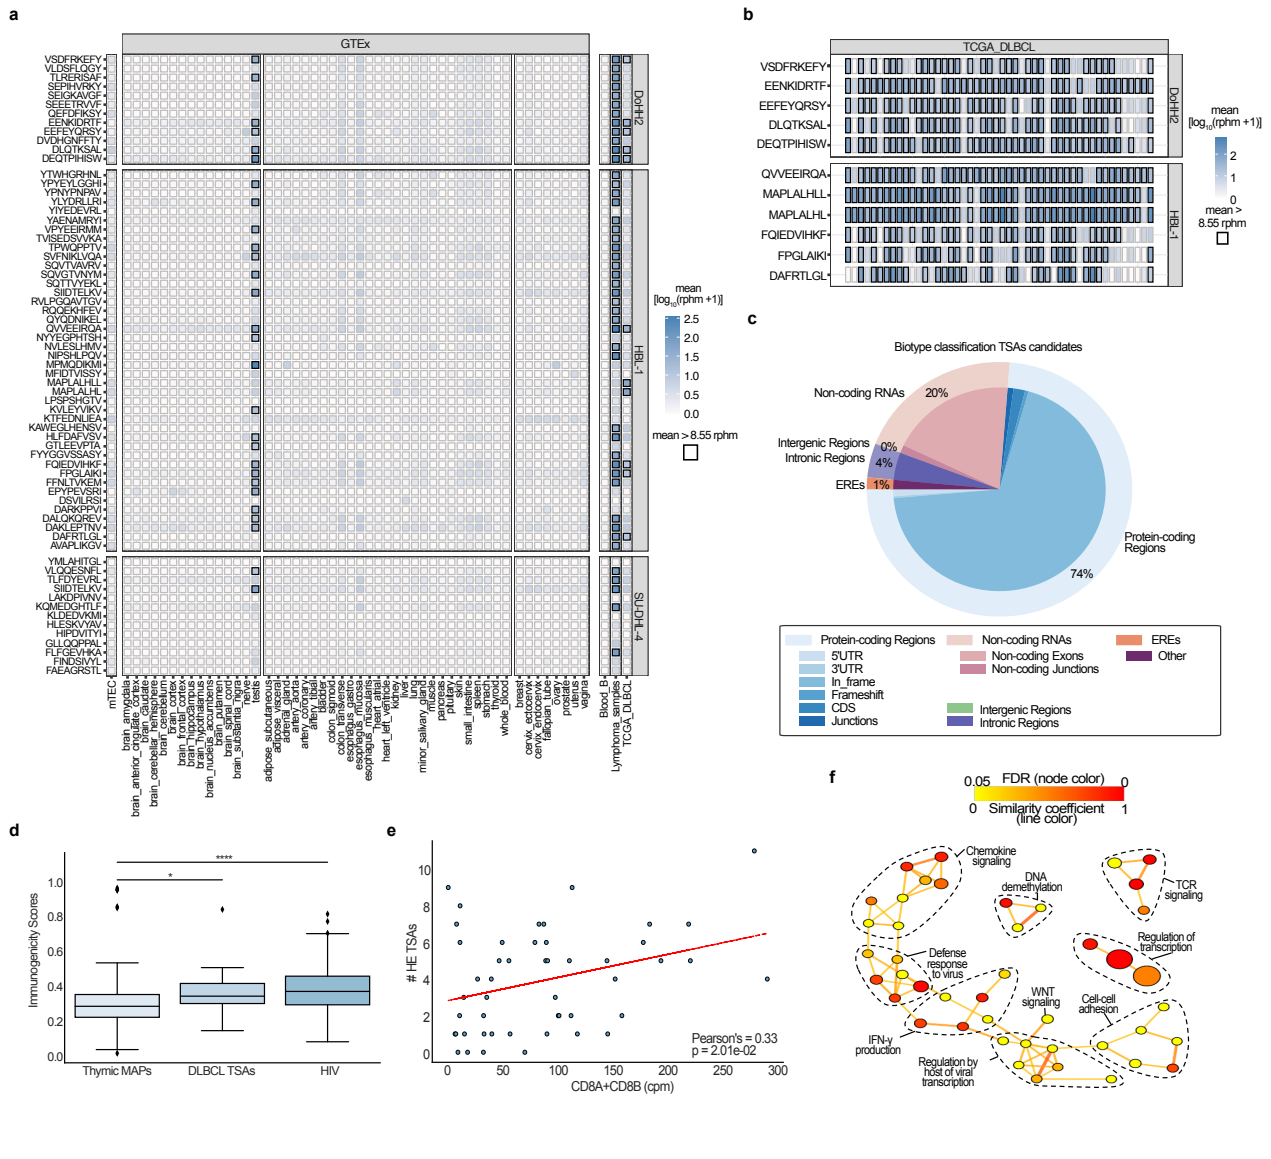 a
GTEx
VSDFRKEFY
VLDSFLQGY
TLRERISAF
SEPIHVRKY
SEIGKAVGF
SEEETRVVF
QEFDFIKSY
EENKIDRTF
EEFEYQRSY
DVDHGNFFTY
DLQTKSAL
DEQTPIHISW
DoHH2
YTWHGRHNL
YPYEYLGGHI
YPNYPNPAV
YLYDRLLRI
YIYEDEVRL
YAENAMRYI
VPYEEIRMM
TVISEDSVVKA
TPWQPPTV
SVFNIKLVQA
SQVTVAVRV
SQVGTVNYM
SQTTVYEKL
SIIDTELKV
RVLPGQAVTGV
RQQEKHFEV
QYQDNIKEL
QVVEEIRQA
NYYEGPHTSH
NVLESLHMV
NIPSHLPQV
MPMQDIKMI
MFIDTVISSY
MAPLALHLL
MAPLALHL
LPSPSHGTV
KVLEYVIKV
KTFEDNLIEA
KAWEGLHENSV
HLFDAFVSV
GTLEEVPTA
FYYGGVSSASY
FQIEDVIHKF
FPGLAIKI
FFNLTVKEM
EPYPEVSRI
DSVILRSI
DARKPPVI
DALQKQREV
DAKLEPTNV
DAFRTLGL
AVAPLIKGV
HBL-1
YMLAHITGL
VLQQESNFL
TLFDYEVRL
SIIDTELKV
LAKDPIVNV
KQMEDGHTLF
KLDEDVKMI
HLESKVYAV
HIPDVITYI
GLLQQPPAL
FLFGEVHKA
FINDSIVYL
FAEAGRSTL
SU-DHL-4
mTEC
brain_amygdala
brain_anterior_cingulate_cortex
brain_caudate
brain_cerebellar_hemisphere
brain_cerebellum
brain_cortex
brain_frontal_cortex
brain_hippocampus
brain_hypothalamus
brain_nucleus_accumbens
brain_putamen
brain_spinal_cord
brain_substantia_nigra
nerve
testis
adipose_subcutaneous
adipose_visceral
adrenal_gland
artery_aorta
artery_coronary
artery_tibial
bladder
colon_sigmoid
colon_transverse
esophagus_gastro
esophagus_mucosa
esophagus_muscularis
heart_atrial
heart_left_ventricle
kidney
liver
lung
minor_salivary_gland
muscle
pancreas
pituitary
skin
small_intestine
spleen
stomach
thyroid
whole_blood
breast
cervix_ectocervix
cervix_endocervix
fallopian_tube
ovary
prostate
uterus
vagina
Blood_B
Lymphoma_samples
TCGA_DLBCL
mean
[log10(rphm +1)]
2.5
2.0
1.5
1.0
0.5
0.0
mean > 8.55 rphm
b
TCGA_DLBCL
VSDFRKEFY
EENKIDRTF
EEFEYQRSY
DLQTKSAL
DEQTPIHISW
DoHH2
QVVEEIRQA
MAPLALHLL
MAPLALHL
FQIEDVIHKF
FPGLAIKI
DAFRTLGL
HBL-1
mean
[log10(rphm +1)]
2
1
0
mean >
8.55 rphm
c
Biotype classification TSAs candidates
Non-coding RNAs
20%
Intergenic Regions
0%
Intronic Regions
4%
EREs
1%
Protein-coding
Regions
74%
Protein-coding Regions
5'UTR
3'UTR
In_frame
Frameshift
CDS
Junctions
Non-coding RNAs
Non-coding Exons
Non-coding Junctions
Intergenic Regions
Intronic Regions
EREs
Other
d
Immunogenicity Scores
1.0
0.8
0.6
0.4
0.2
0.0
*
****
Thymic MAPs
DLBCL TSAs
HIV
e
# HE TSAs
10
8
6
4
2
0
Pearson's = 0.33
p = 2.01e-02
0 50 100 150 200 250 300
CD8A+CD8B (cpm)
f
0.05 FDR (node color) 0
0 Similarity coefficient 1
(line color)
Chemokine
signaling
DNA
demethylation
TCR
signaling
Regulation of
transcription
Defense
response
to virus
WNT
signaling
Cell-cell
adhesion
IFN-γ
production
Regulation by
host of viral
transcription